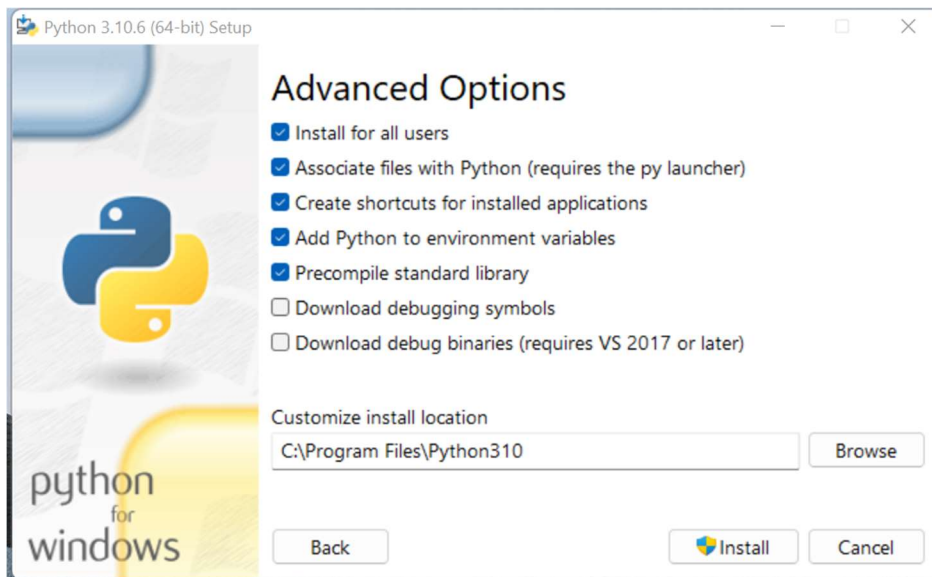 Python 3.10.6 (64-bit) Setup
Advanced Options
Install for all users
Associate files with Python (requires the py launcher)
Create shortcuts for installed applications
Add Python to environment variables
Precompile standard library
Download debugging symbols
Download debug binaries (requires VS 2017 or later)
Customize install location
C:\Program Files\Python310
Browse
python
for
windows
Back
Install
Cancel